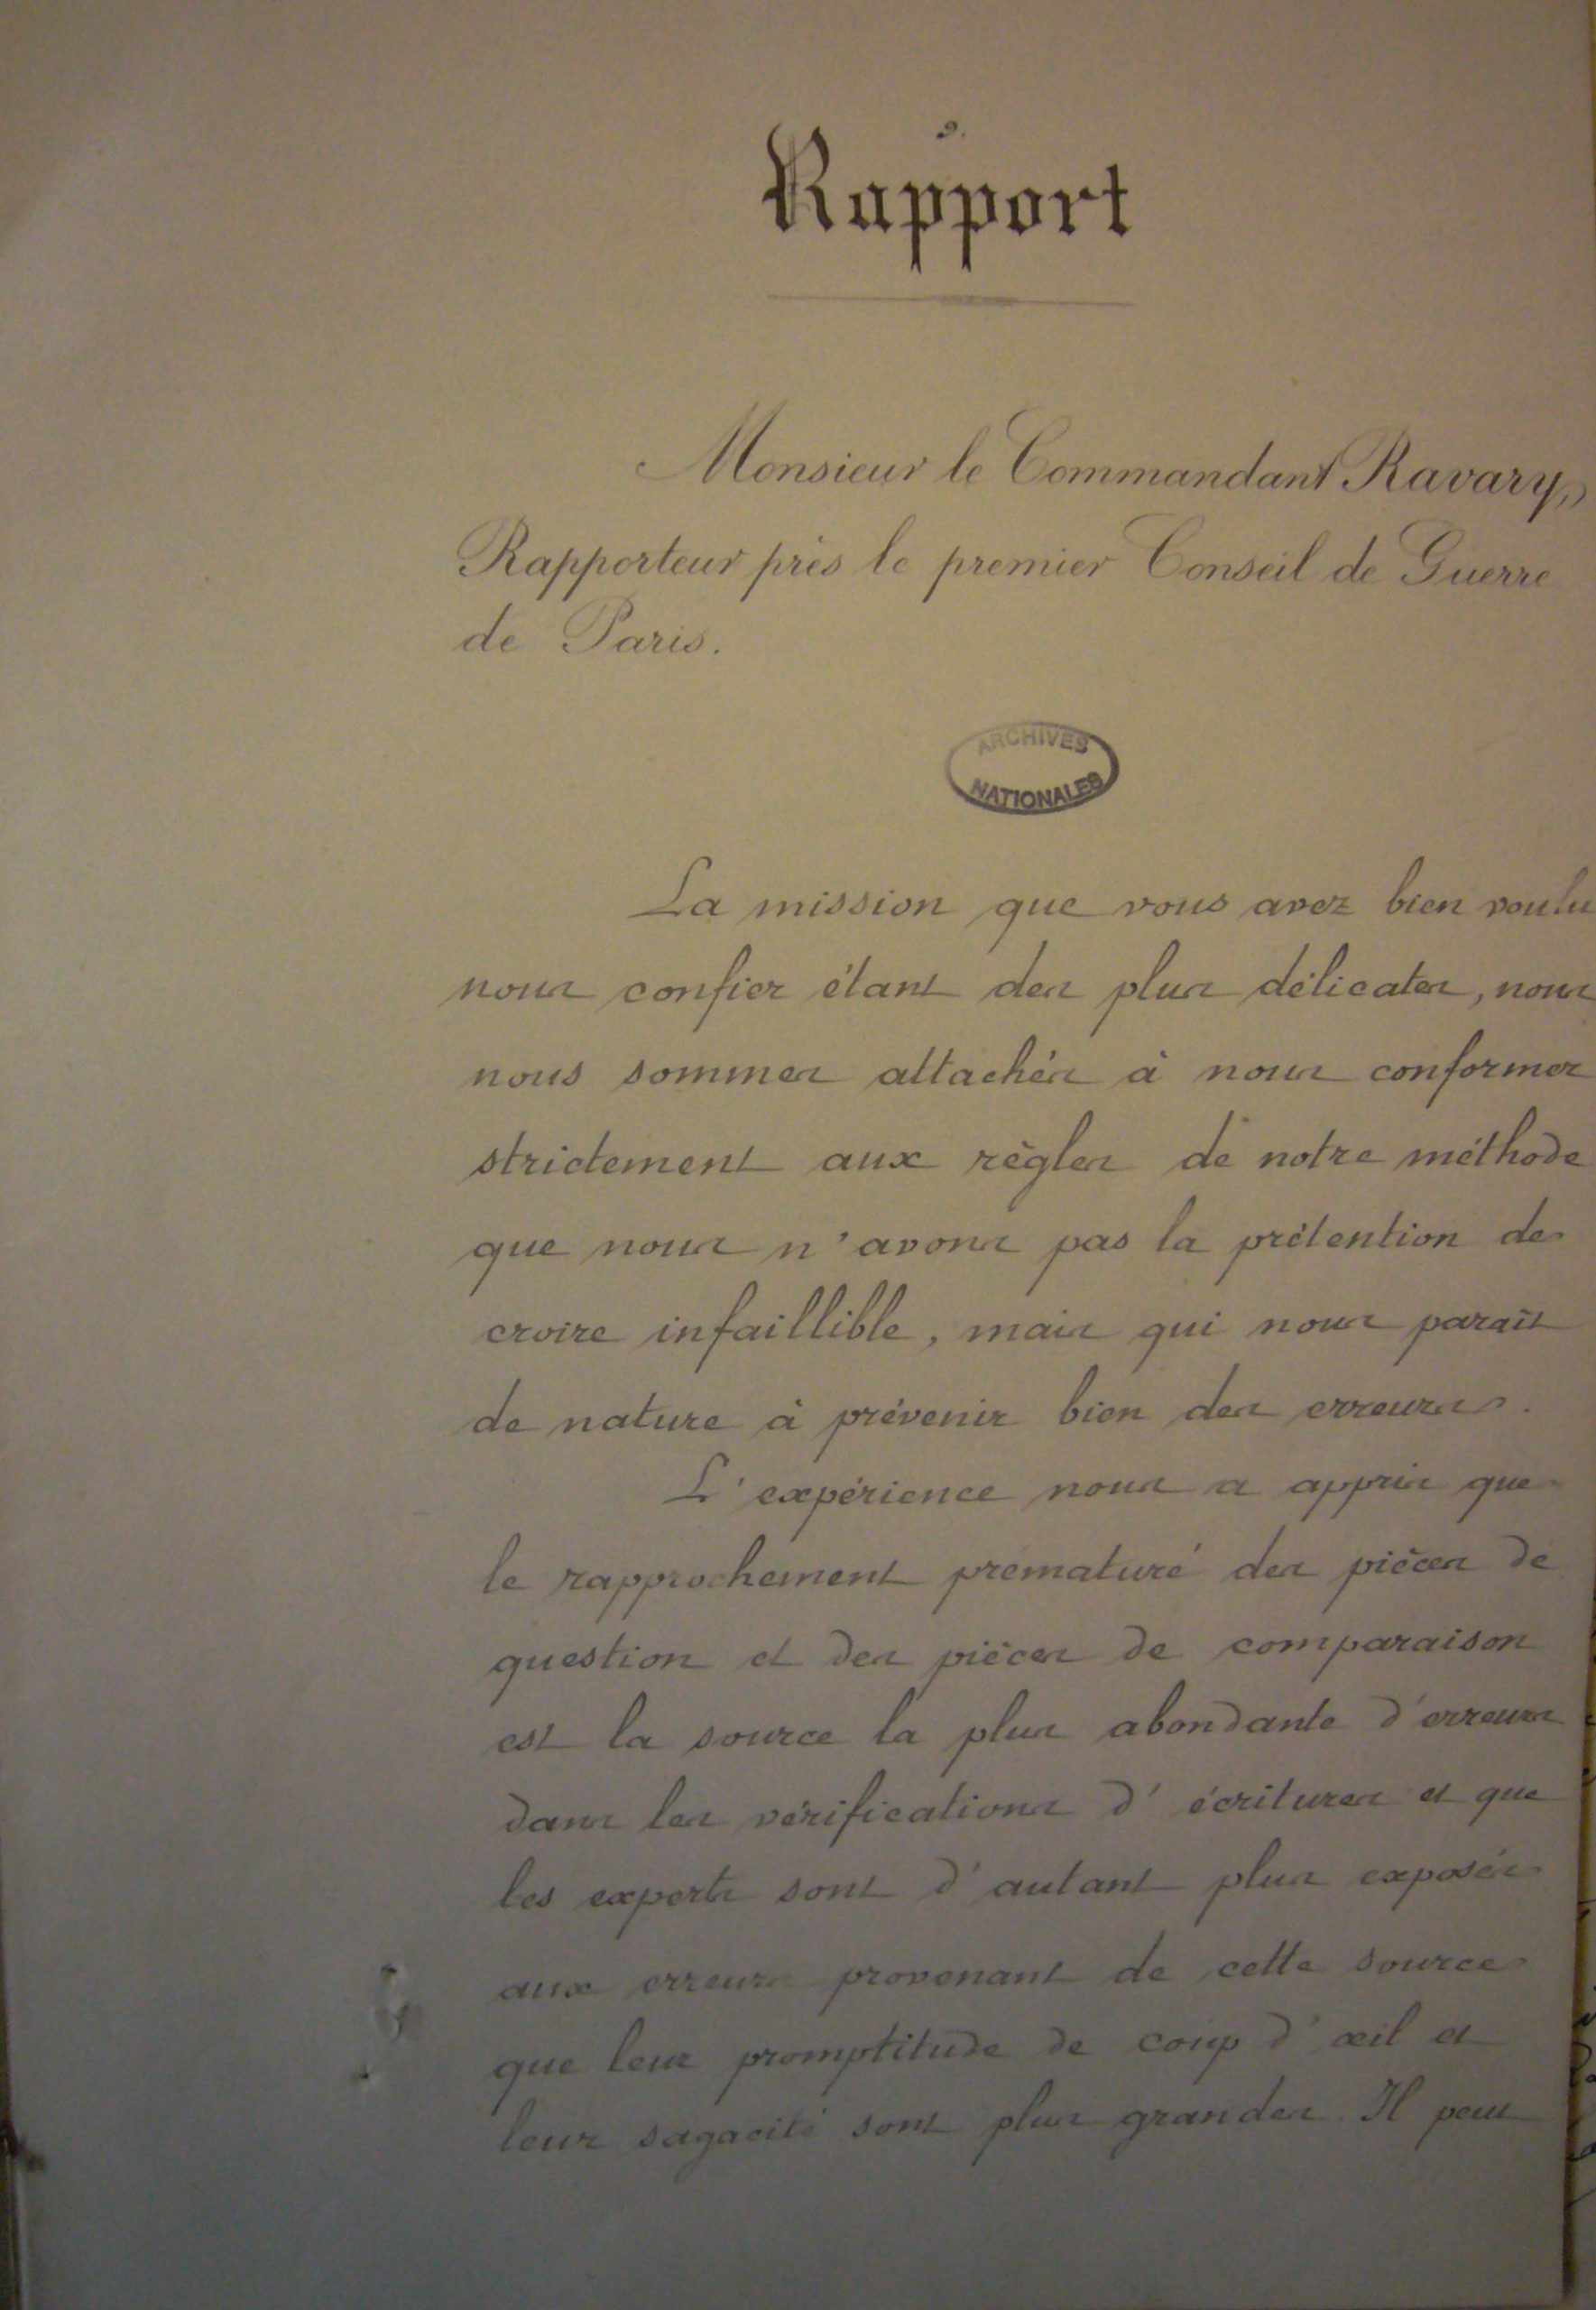 Rapport
Monsieur le Commandant Ravary,
Rapporteur près le premier Conseil de Guerre
de Paris.
ARCHIVES
NATIONALES
La mission que vous avez bien voulu
nous confier étant des plus délicates, nous
nous sommes attachés à nous conformer
strictement aux règles de notre méthode
que nous n'avons pas la prétention de
croire infaillible, mais qui nous paraît
de nature à prévenir bien des erreurs.
L'expérience nous a appris que
le rapprochement prematuré des pièces de
question et des pièces de comparaison
est la source la plus abondante d'erreurs
dans les vérifications d'écritures et que
les experts sont d'autant plus exposés
aux erreurs provenant de cette source
que leur promptitude de coup d'œil et
leur sagacité sont plus grandes. Il peut